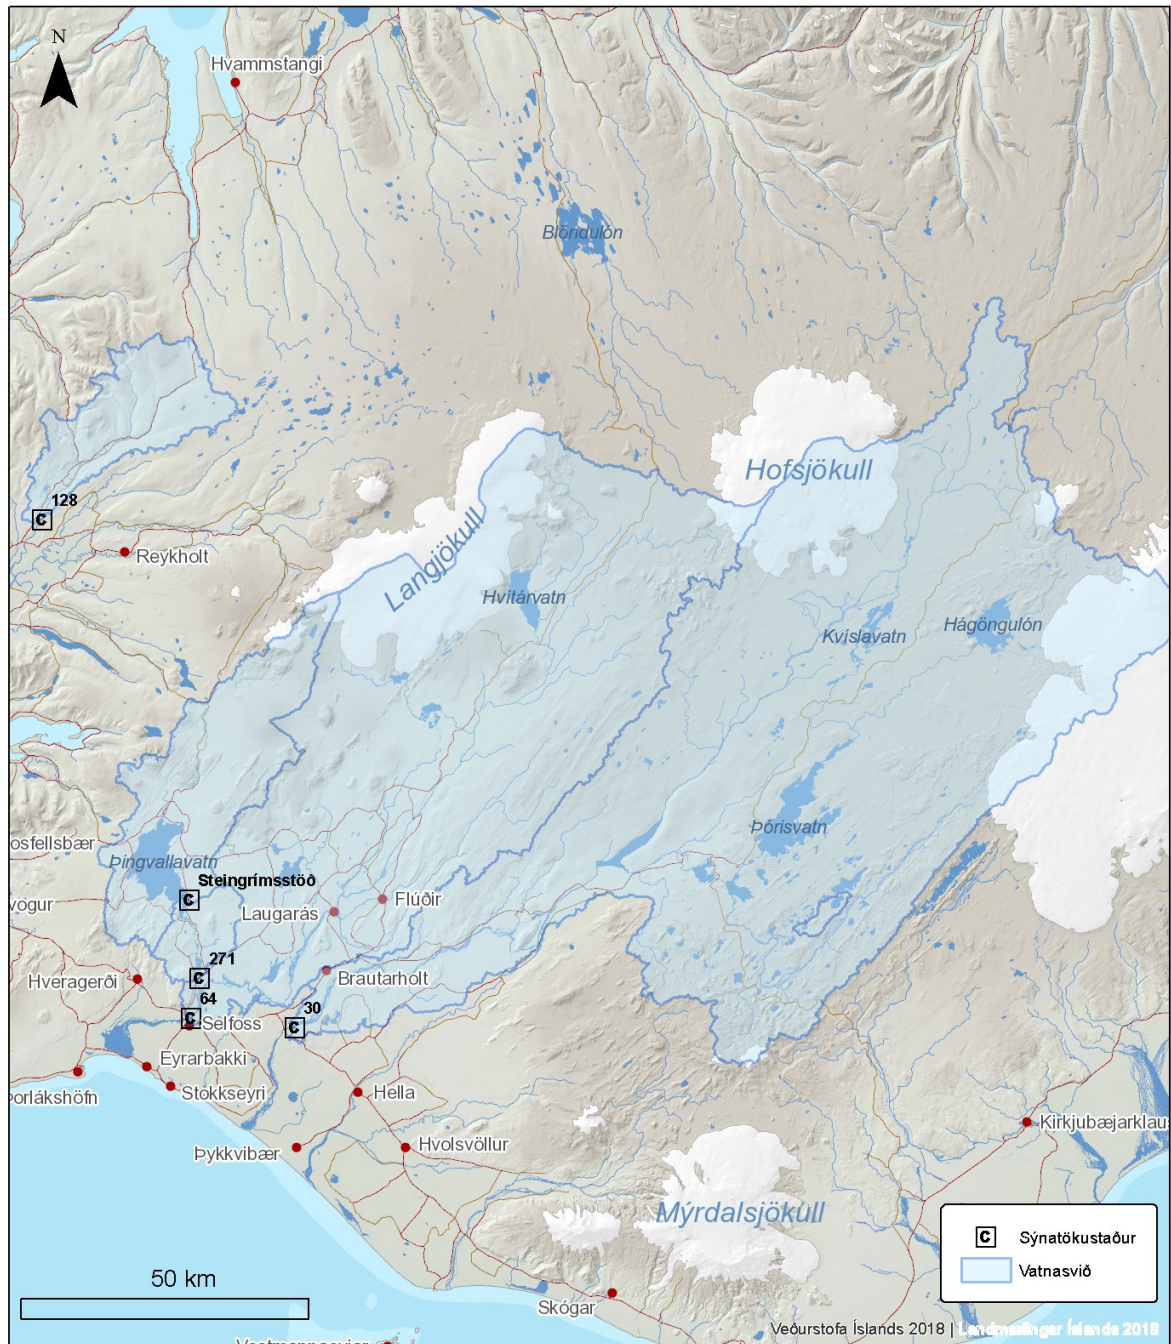 N
Hvammstangi
Blöndulón
Hofsjökull
128
Reykholt
Langjökull
Hvítárvatn
Kvíslavatn
Hágöngulón
Þórisvatn
osfellsbær
Þingvallavatn
Steingrímsstöð
vogur
Laugarás
Flúðir
271
Hveragerði
Brautarholt
64
30
Selfoss
Eyrarbakki
Þorlákshöfn
Stokkseyri
Hella
Kirkjubæjarklaus
Þykkvibær
Hvolsvöllur
Mýrdalsjökull
C Sýnatökustaður
Vatnasvið
50 km
Skógar
Veðurstofa Íslands 2018 | Landmælingar Íslands 2018